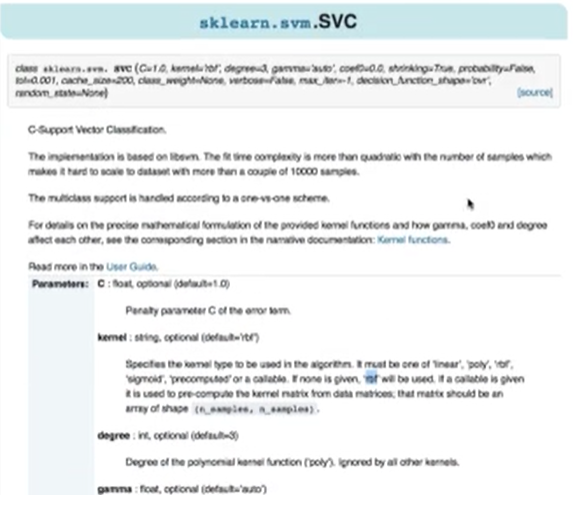 sklearn.svm.SVC
class sklearn.svm. SVC (C=1.0, kernel='rbf', degree=3, gamma='auto', coef0=0.0, shrinking=True, probability=False,
tol=0.001, cache_size=200, class_weight=None, verbose=False, max_iter=-1, decision_function_shape='ovr',
random_state=None)
[source]
C-Support Vector Classification.
The implementation is based on libsvm. The fit time complexity is more than quadratic with the number of samples which
makes it hard to scale to dataset with more than a couple of 10000 samples.
The multiclass support is handled according to a one-vs-one scheme.
For details on the precise mathematical formulation of the provided kernel functions and how gamma, coef0 and degree
affect each other, see the corresponding section in the narrative documentation: Kernel functions.
Read more in the User Guide.
Parameters: C : float, optional (default=1.0)
Penalty parameter C of the error term.
kernel : string, optional (default='rbf')
Specifies the kernel type to be used in the algorithm. It must be one of 'linear', 'poly', 'rbf',
'sigmoid', 'precomputed' or a callable. If none is given, 'rbf' will be used. If a callable is given
it is used to pre-compute the kernel matrix from data matrices; that matrix should be an
array of shape (n_samples, n_samples).
degree : int, optional (default=3)
Degree of the polynomial kernel function ('poly'). Ignored by all other kernels.
gamma : float, optional (default='auto')